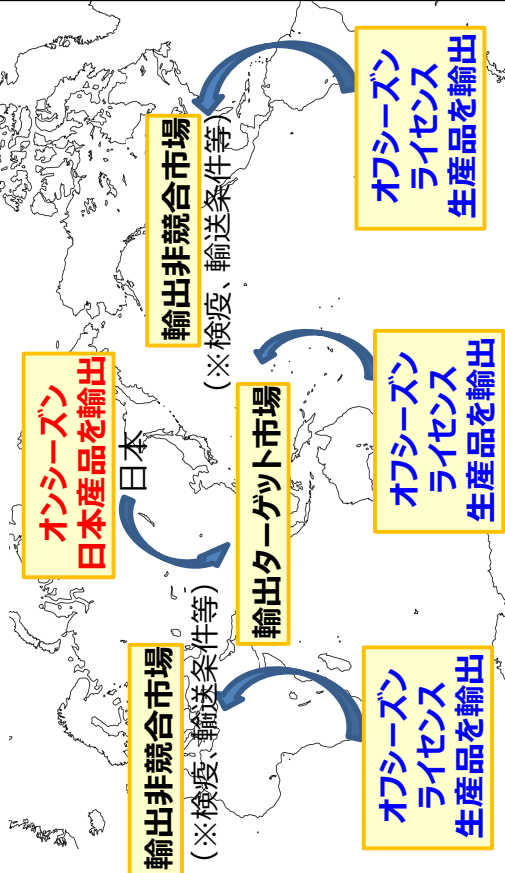 オンシーズン
日本産品を輸出
日本
輸出非競合市場
(※検疫、輸送条件等)
輸出非競合市場
(※検疫、輸送条件等)
輸出ターゲット市場
オフシーズン
ライセンス
生産品を輸出
オフシーズン
ライセンス
生産品を輸出
オフシーズン
ライセンス
生産品を輸出